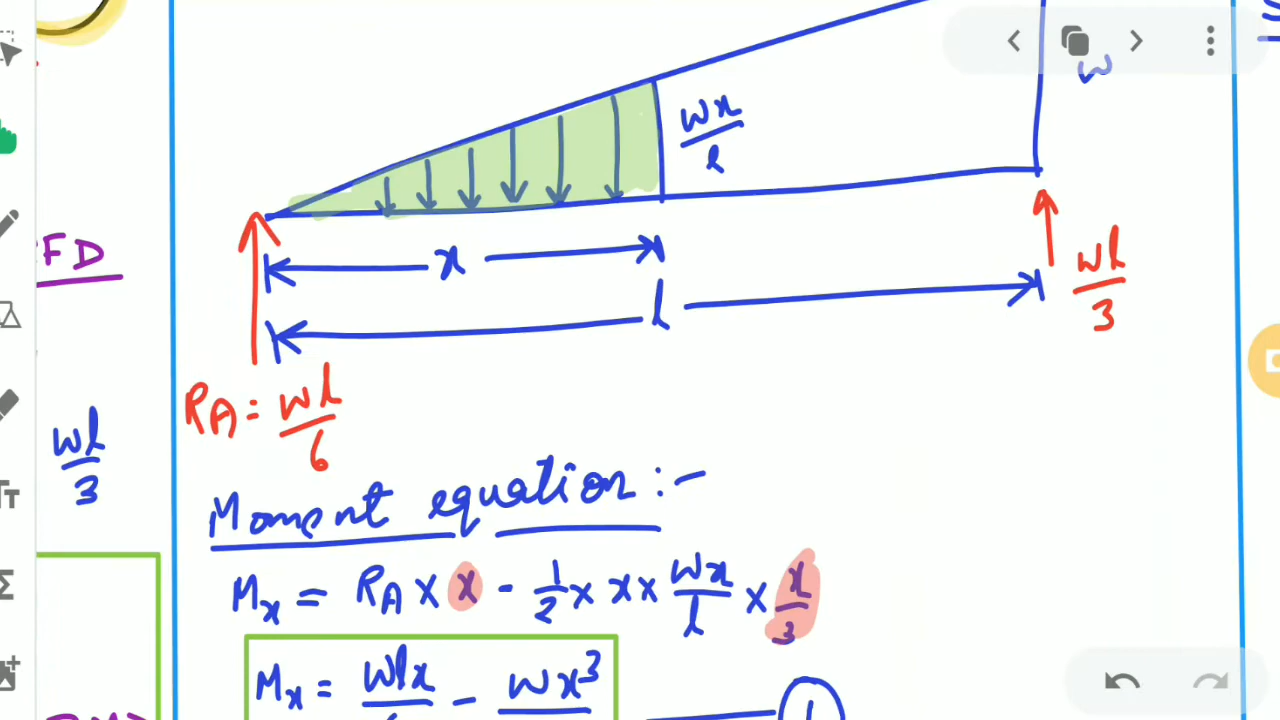 w
wx/l
x
l
wl/3
FD
RA = wl/6
wl/3
Moment equation :-
Mx = RA × x - 1/2 × x × wx/l × x/3
Mx = wlx/6 - wx³
1